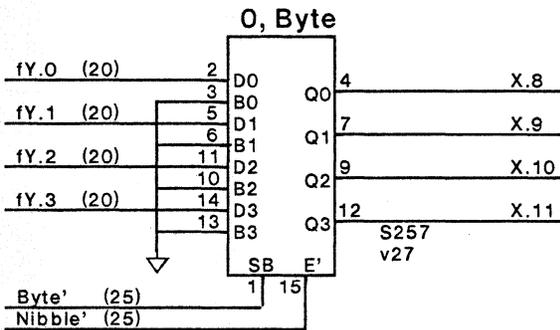 0, Byte
fY.0 (20) 2 D0 Q0 4 X.8
3 B0
fY.1 (20) 5 D1 Q1 7 X.9
6 B1
fY.2 (20) 11 D2 Q2 9 X.10
10 B2
fY.3 (20) 14 D3 Q3 12 X.11
13 B3
S257
v27
SB E'
Byte' (25) 1 15
Nibble' (25)